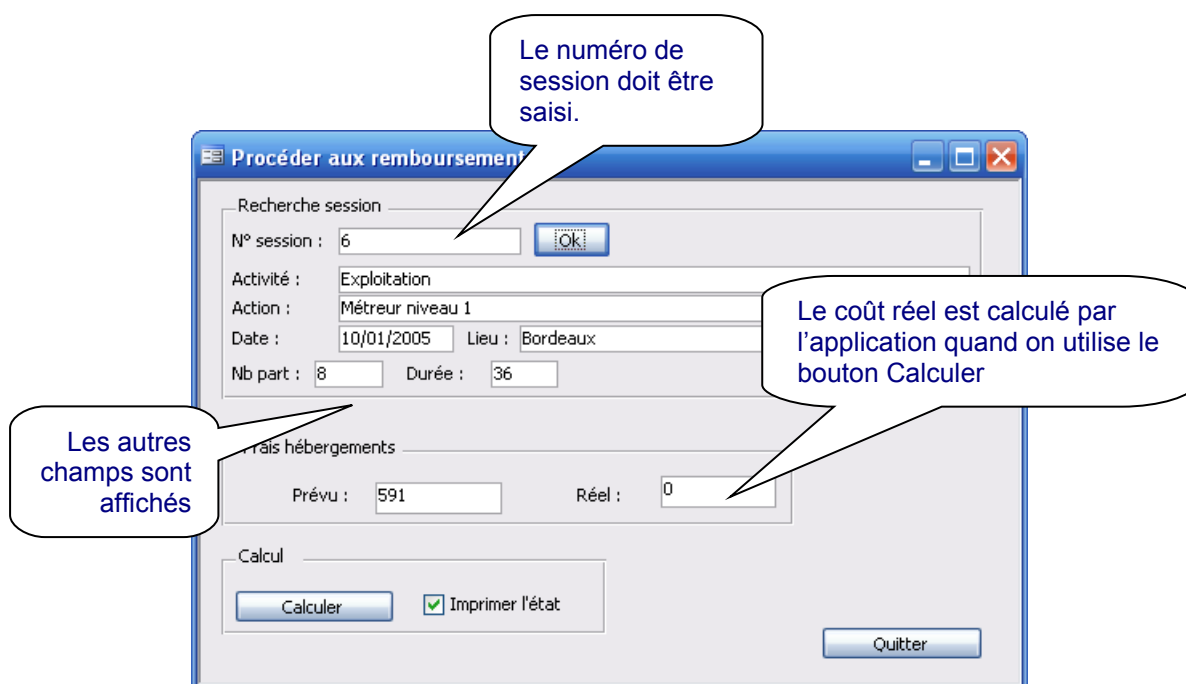 Le numéro de
session doit être
saisi.
Procéder aux remboursement
Recherche session
N° session : 6 Ok
Activité : Exploitation
Action : Métreur niveau 1
Date : 10/01/2005 Lieu : Bordeaux
Nb part : 8 Durée : 36
Le coût réel est calculé par
l'application quand on utilise le
bouton Calculer
Les autres
champs sont
affichés
Frais hébergements
Prévu : 591 Réel : 0
Calcul
Calculer Imprimer l'état
Quitter